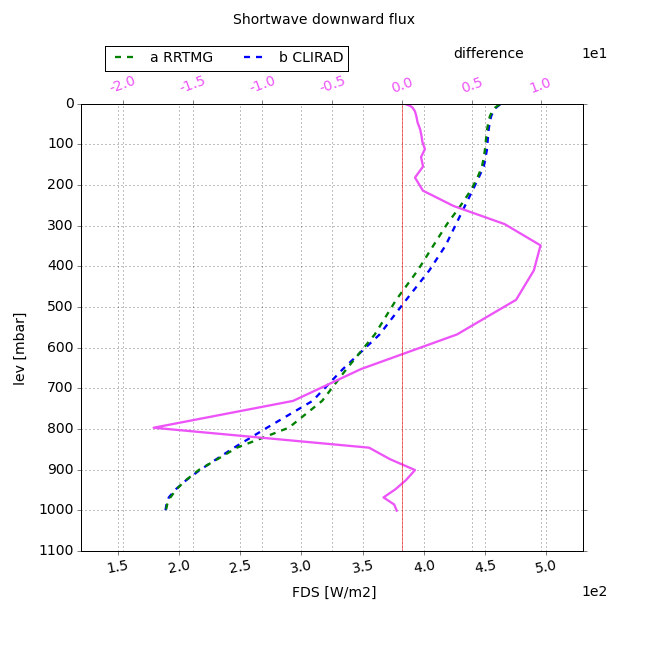 Shortwave downward flux
a RRTMG b CLIRAD difference 1e1
-2.0 -1.5 -1.0 -0.5 0.0 0.5 1.0
0
100
200
300
400
500
600
700
800
900
1000
1100
lev [mbar]
1.5 2.0 2.5 3.0 3.5 4.0 4.5 5.0
FDS [W/m2] 1e2